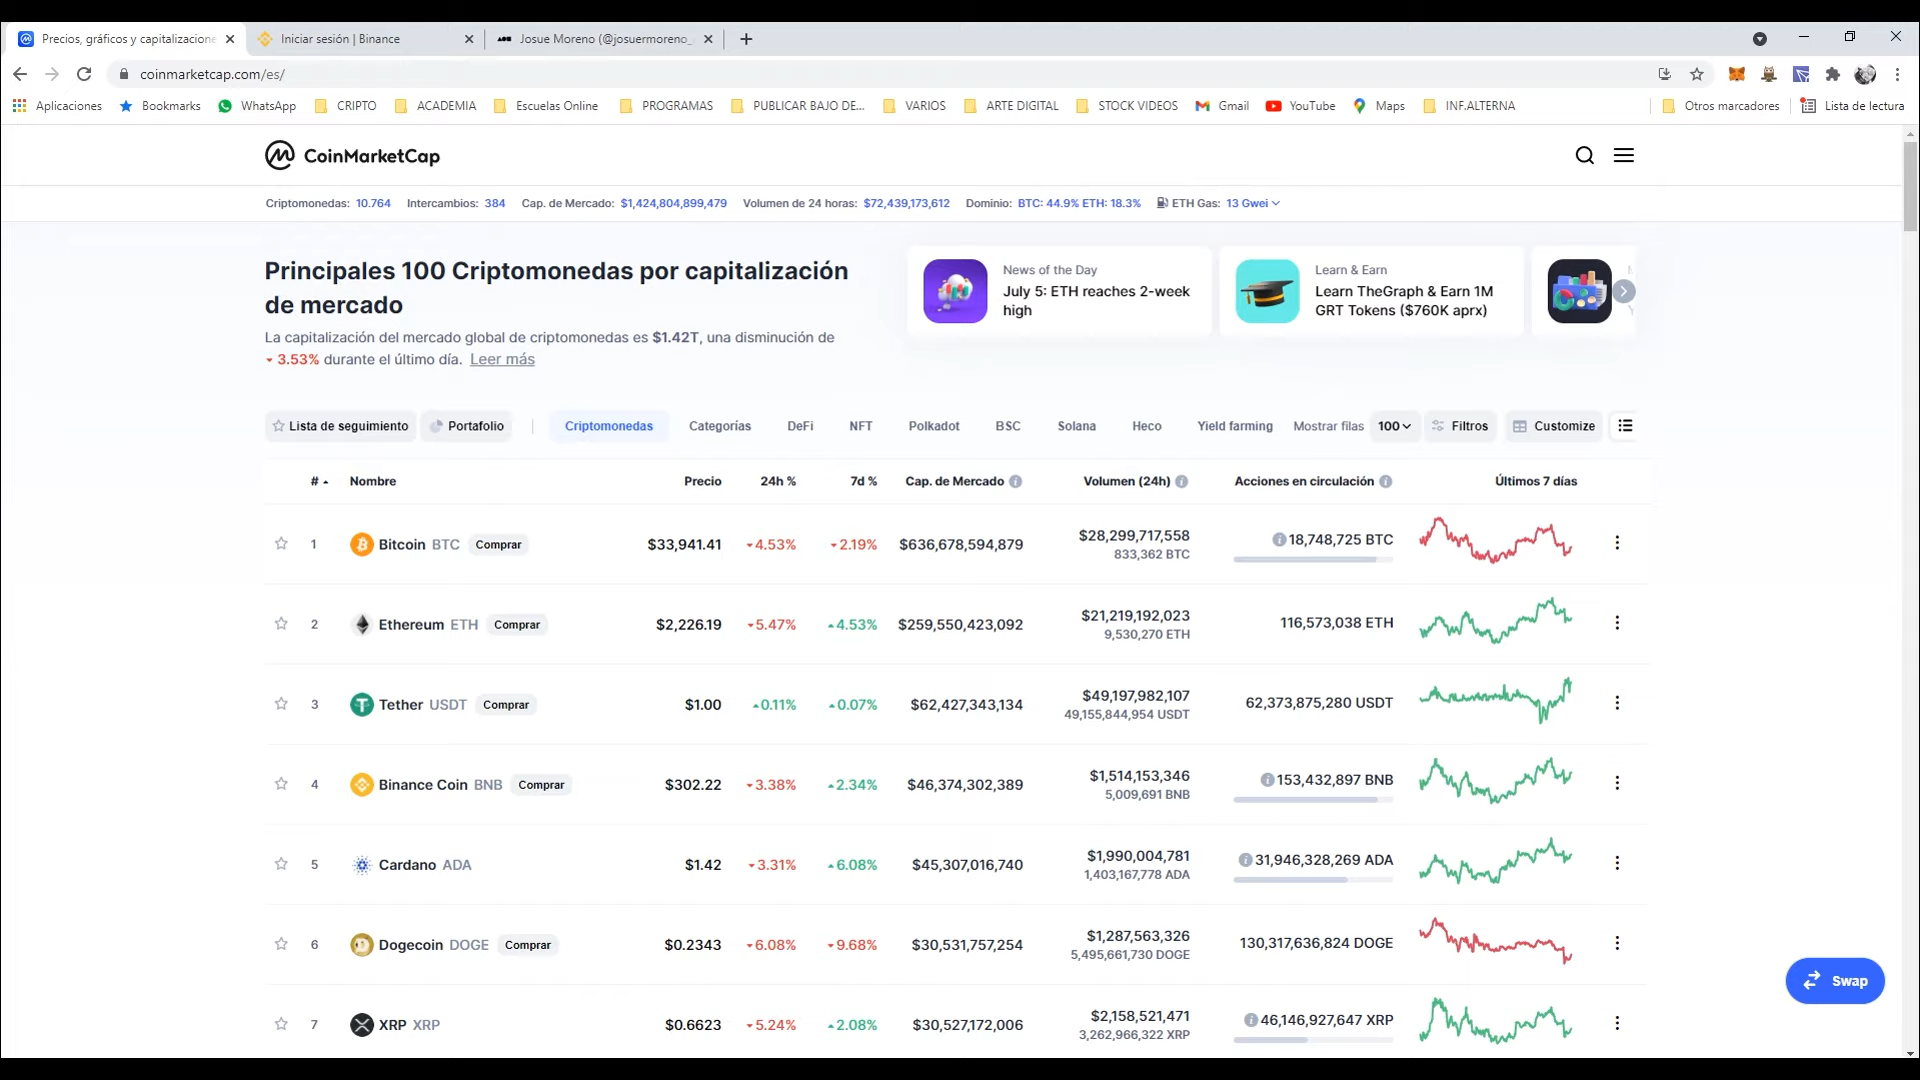 Precios, gráficos y capitalizacione
Iniciar sesión | Binance
Josue Moreno (@josuermoreno_
coinmarketcap.com/es/
Aplicaciones Bookmarks WhatsApp CRIPTO ACADEMIA Escuelas Online PROGRAMAS PUBLICAR BAJO DE... VARIOS ARTE DIGITAL STOCK VIDEOS Gmail YouTube Maps INF.ALTERNA Otros marcadores Lista de lectura
CoinMarketCap
Criptomonedas: 10.764 Intercambios: 384 Cap. de Mercado: $1,424,804,899,479 Volumen de 24 horas: $72,439,173,612 Dominio: BTC: 44.9% ETH: 18.3% ETH Gas: 13 Gwei
Principales 100 Criptomonedas por capitalización
de mercado
La capitalización del mercado global de criptomonedas es $1.42T, una disminución de
3.53% durante el último día. Leer más
News of the Day
July 5: ETH reaches 2-week
high
Learn & Earn
Learn TheGraph & Earn 1M
GRT Tokens ($760K aprx)
Lista de seguimiento Portafolio Criptomonedas Categorías DeFi NFT Polkadot BSC Solana Heco Yield farming Mostrar filas 100 Filtros Customize
# Nombre Precio 24h % 7d % Cap. de Mercado Volumen (24h) Acciones en circulación Últimos 7 días
1 Bitcoin BTC Comprar $33,941.41 4.53% 2.19% $636,678,594,879 $28,299,717,558 18,748,725 BTC
833,362 BTC
2 Ethereum ETH Comprar $2,226.19 5.47% 4.53% $259,550,423,092 $21,219,192,023 116,573,038 ETH
9,530,270 ETH
3 Tether USDT Comprar $1.00 0.11% 0.07% $62,427,343,134 $49,197,982,107 62,373,875,280 USDT
49,155,844,954 USDT
4 Binance Coin BNB Comprar $302.22 3.38% 2.34% $46,374,302,389 $1,514,153,346 153,432,897 BNB
5,009,691 BNB
5 Cardano ADA $1.42 3.31% 6.08% $45,307,016,740 $1,990,004,781 31,946,328,269 ADA
1,403,167,778 ADA
6 Dogecoin DOGE Comprar $0.2343 6.08% 9.68% $30,531,757,254 $1,287,563,326 130,317,636,824 DOGE
5,495,661,730 DOGE
Swap
7 XRP XRP $0.6623 5.24% 2.08% $30,527,172,006 $2,158,521,471 46,146,927,647 XRP
3,262,966,322 XRP